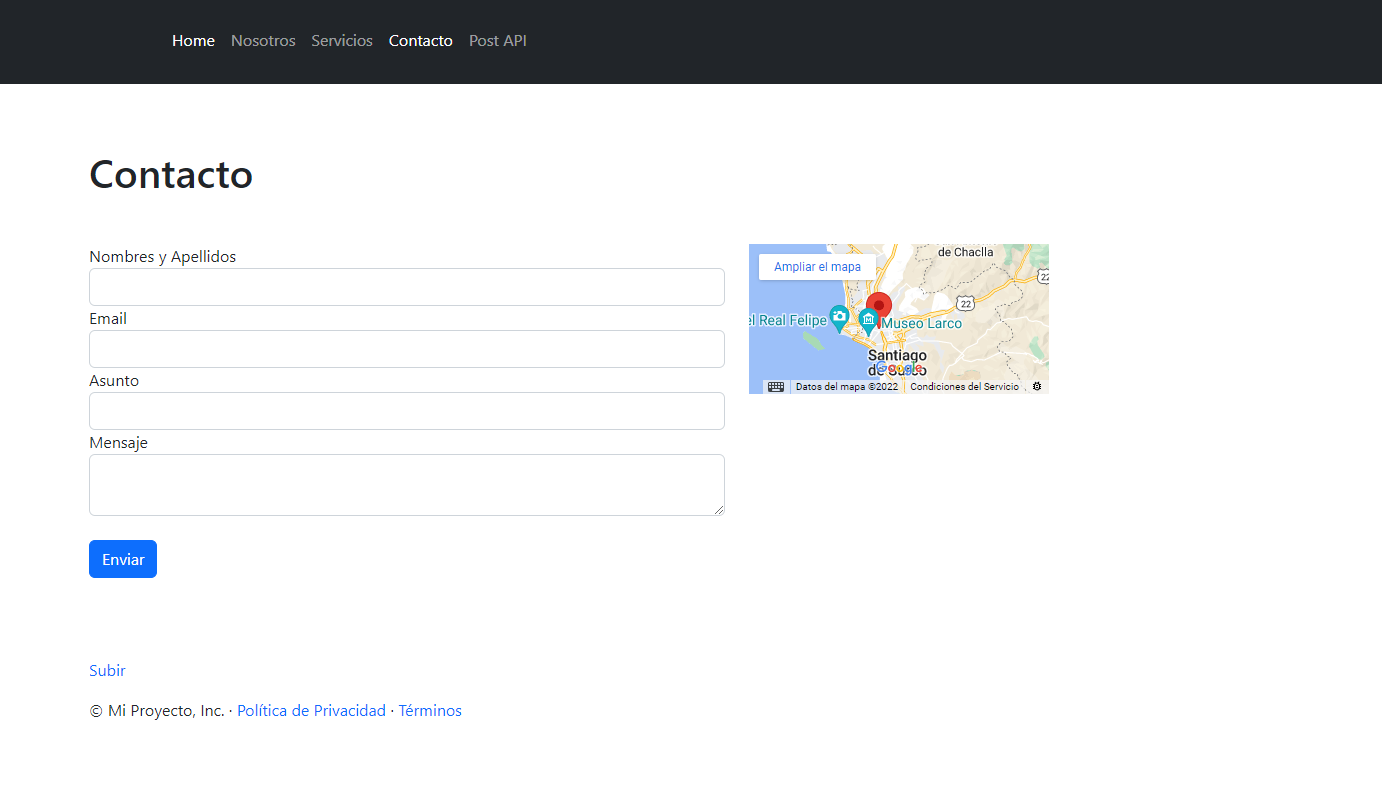 Home Nosotros Servicios Contacto Post API
Contacto
Nombres y Apellidos
Email
Asunto
Mensaje
Enviar
de Chaclla
Ampliar el mapa
22
22
el Real Felipe
Museo Larco
Santiago
de Surco
Google
Datos del mapa ©2022 Condiciones del Servicio
Subir
© Mi Proyecto, Inc. · Política de Privacidad · Términos